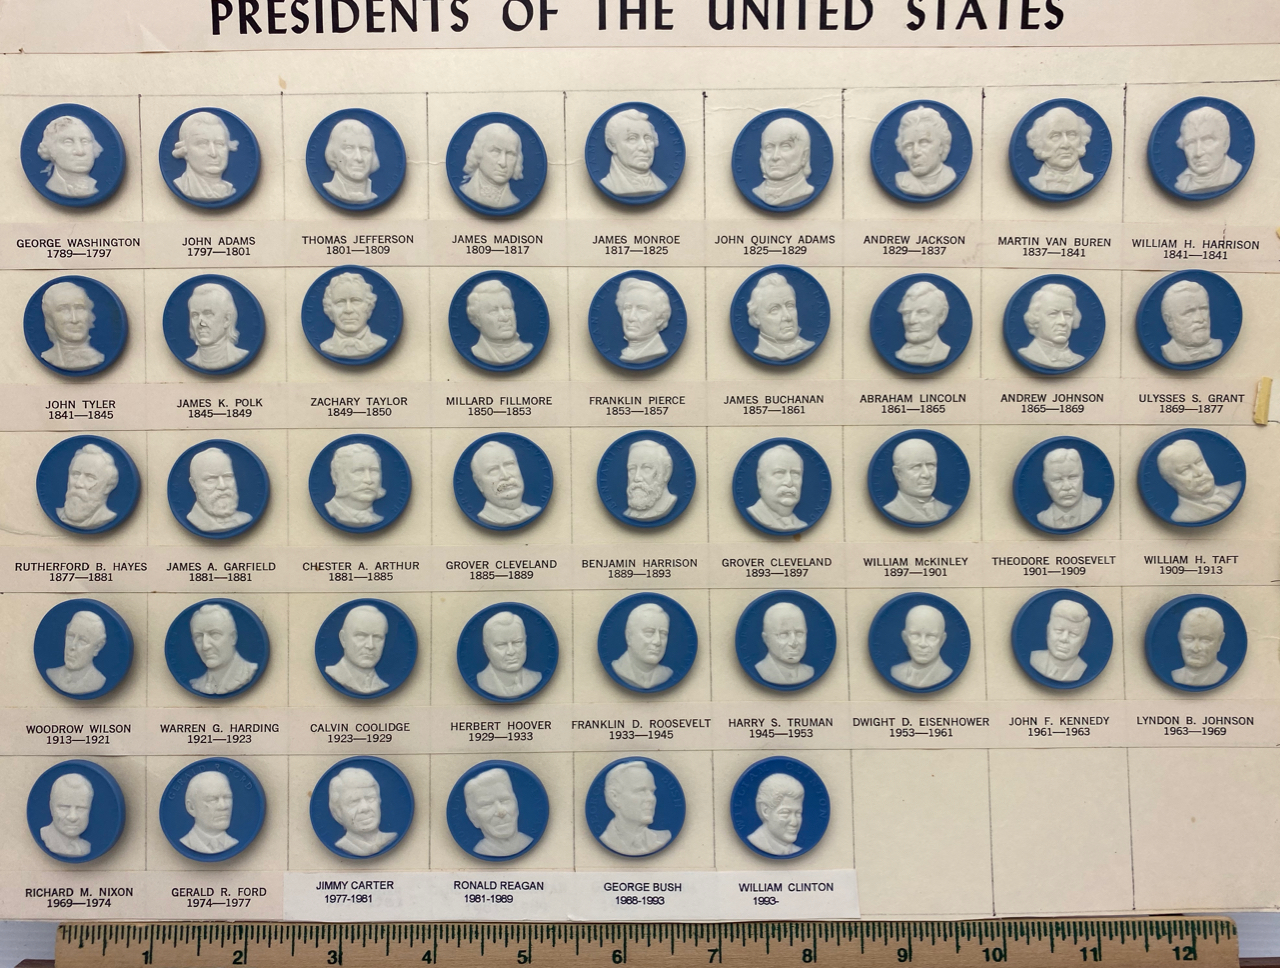 PRESIDENTS OF THE UNITED STATES
GEORGE WASHINGTON
1789—1797
JOHN ADAMS
1797—1801
THOMAS JEFFERSON
1801—1809
JAMES MADISON
1809—1817
JAMES MONROE
1817—1825
JOHN QUINCY ADAMS
1825—1829
ANDREW JACKSON
1829—1837
MARTIN VAN BUREN
1837—1841
WILLIAM H. HARRISON
1841—1841
JOHN TYLER
1841—1845
JAMES K. POLK
1845—1849
ZACHARY TAYLOR
1849—1850
MILLARD FILLMORE
1850—1853
FRANKLIN PIERCE
1853—1857
JAMES BUCHANAN
1857—1861
ABRAHAM LINCOLN
1861—1865
ANDREW JOHNSON
1865—1869
ULYSSES S. GRANT
1869—1877
RUTHERFORD B. HAYES
1877—1881
JAMES A. GARFIELD
1881—1881
CHESTER A. ARTHUR
1881—1885
GROVER CLEVELAND
1885—1889
BENJAMIN HARRISON
1889—1893
GROVER CLEVELAND
1893—1897
WILLIAM McKINLEY
1897—1901
THEODORE ROOSEVELT
1901—1909
WILLIAM H. TAFT
1909—1913
WOODROW WILSON
1913—1921
WARREN G. HARDING
1921—1923
CALVIN COOLIDGE
1923—1929
HERBERT HOOVER
1929—1933
FRANKLIN D. ROOSEVELT
1933—1945
HARRY S. TRUMAN
1945—1953
DWIGHT D. EISENHOWER
1953—1961
JOHN F. KENNEDY
1961—1963
LYNDON B. JOHNSON
1963—1969
RICHARD M. NIXON
1969—1974
GERALD R. FORD
1974—1977
JIMMY CARTER
1977-1981
RONALD REAGAN
1981-1989
GEORGE BUSH
1988-1993
WILLIAM CLINTON
1993-
1 2 3 4 5 6 7 8 9 10 11 12